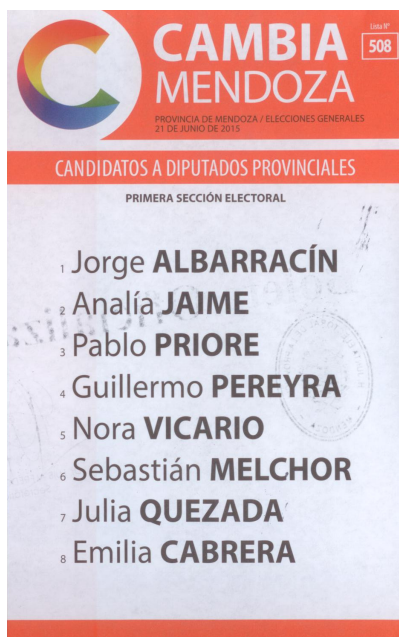 CAMBIA
MENDOZA
Lista Nº
508
PROVINCIA DE MENDOZA / ELECCIONES GENERALES
21 DE JUNIO DE 2015
CANDIDATOS A DIPUTADOS PROVINCIALES
PRIMERA SECCIÓN ELECTORAL
1 Jorge ALBARRACÍN
2 Analía JAIME
3 Pablo PRIORE
4 Guillermo PEREYRA
5 Nora VICARIO
6 Sebastián MELCHOR
7 Julia QUEZADA
8 Emilia CABRERA